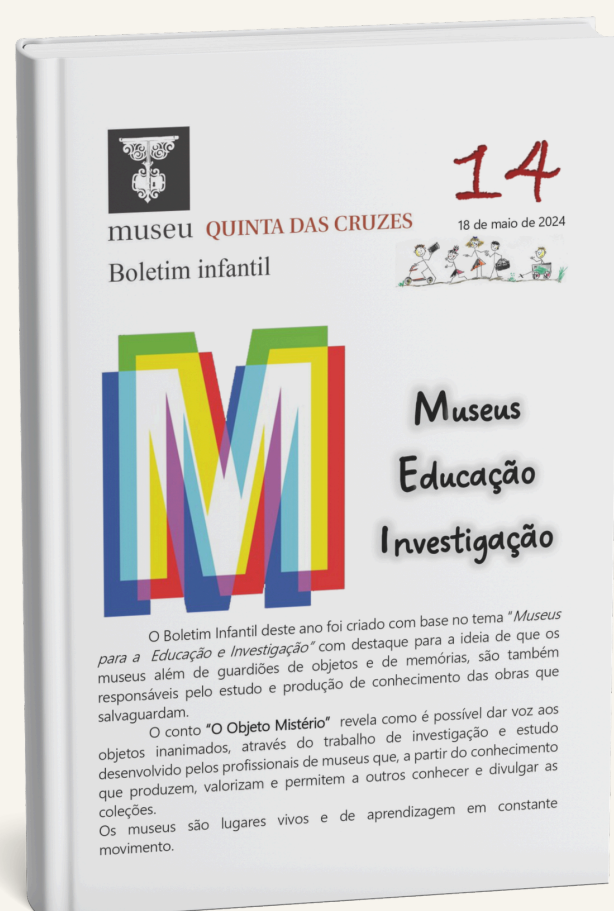 museu QUINTA DAS CRUZES
Boletim infantil
14
18 de maio de 2024
M
Museus
Educação
Investigação
O Boletim Infantil deste ano foi criado com base no tema "Museus
para a Educação e Investigação" com destaque para a ideia de que os
museus além de guardiões de objetos e de memórias, são também
responsáveis pelo estudo e produção de conhecimento das obras que
salvaguardam.
O conto "O Objeto Mistério" revela como é possível dar voz aos
objetos inanimados, através do trabalho de investigação e estudo
desenvolvido pelos profissionais de museus que, a partir do conhecimento
que produzem, valorizam e permitem a outros conhecer e divulgar as
coleções.
Os museus são lugares vivos e de aprendizagem em constante
movimento.